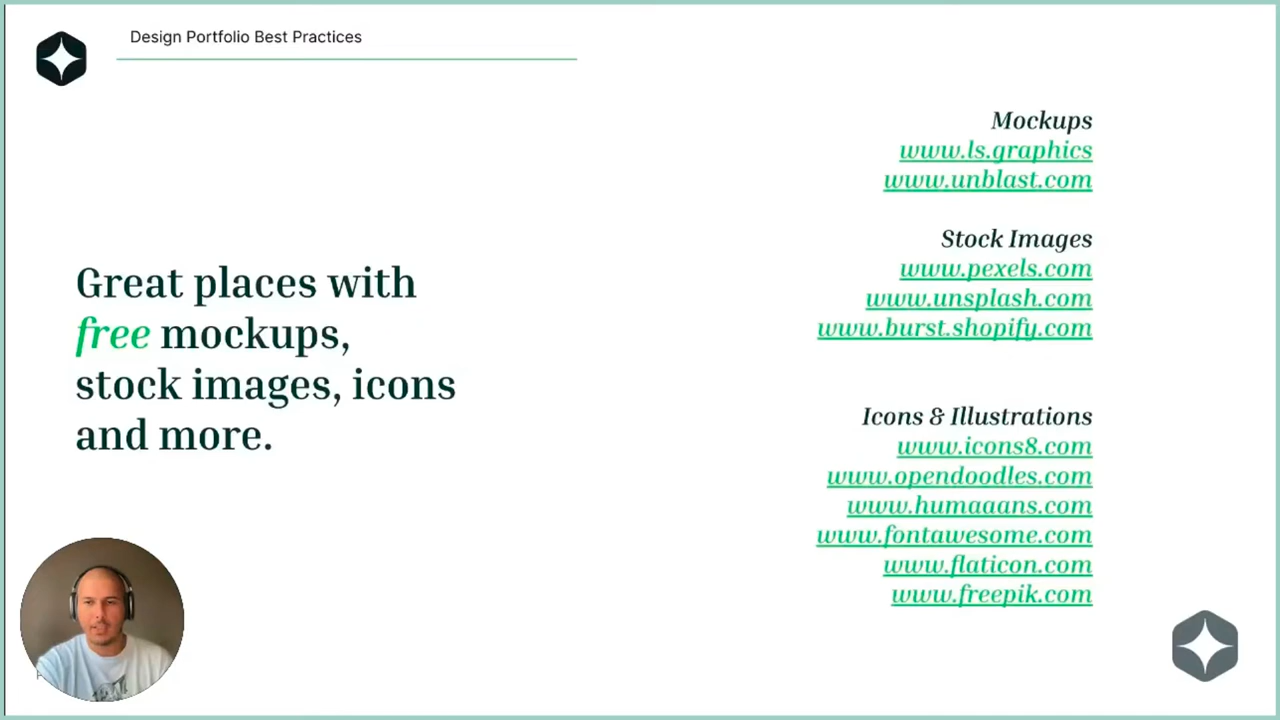 Design Portfolio Best Practices
Great places with
free mockups,
stock images, icons
and more.
Mockups
www.ls.graphics
www.unblast.com
Stock Images
www.pexels.com
www.unsplash.com
www.burst.shopify.com
Icons & Illustrations
www.icons8.com
www.opendoodles.com
www.humaaans.com
www.fontawesome.com
www.flaticon.com
www.freepik.com